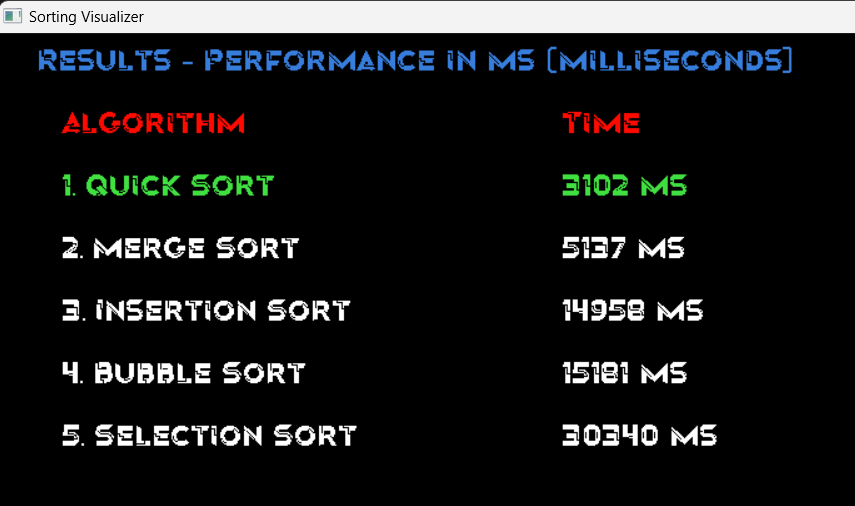 Sorting Visualizer
RESULTS - PERFORMANCE IN MS (MILLISECONDS)
ALGORITHM TIME
1. QUICK SORT 3102 MS
2. MERGE SORT 5137 MS
3. INSERTION SORT 14958 MS
4. BUBBLE SORT 15181 MS
5. SELECTION SORT 30340 MS